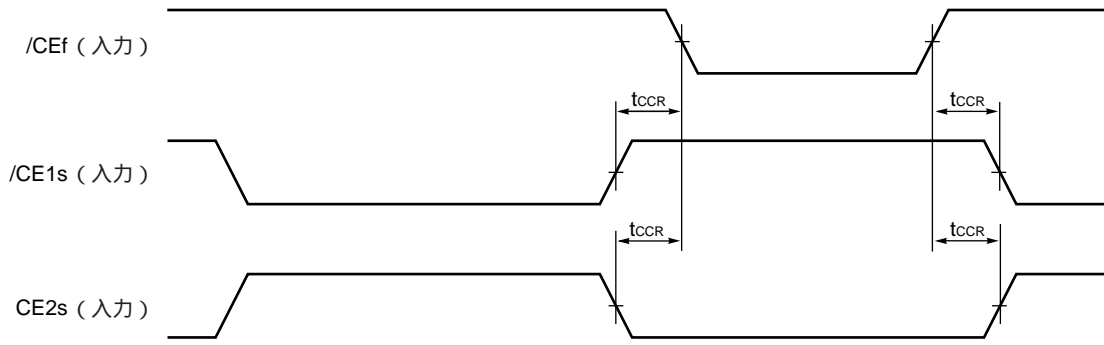 /CEf（入力）
tCCR
tCCR
/CE1s（入力）
tCCR
tCCR
CE2s（入力）